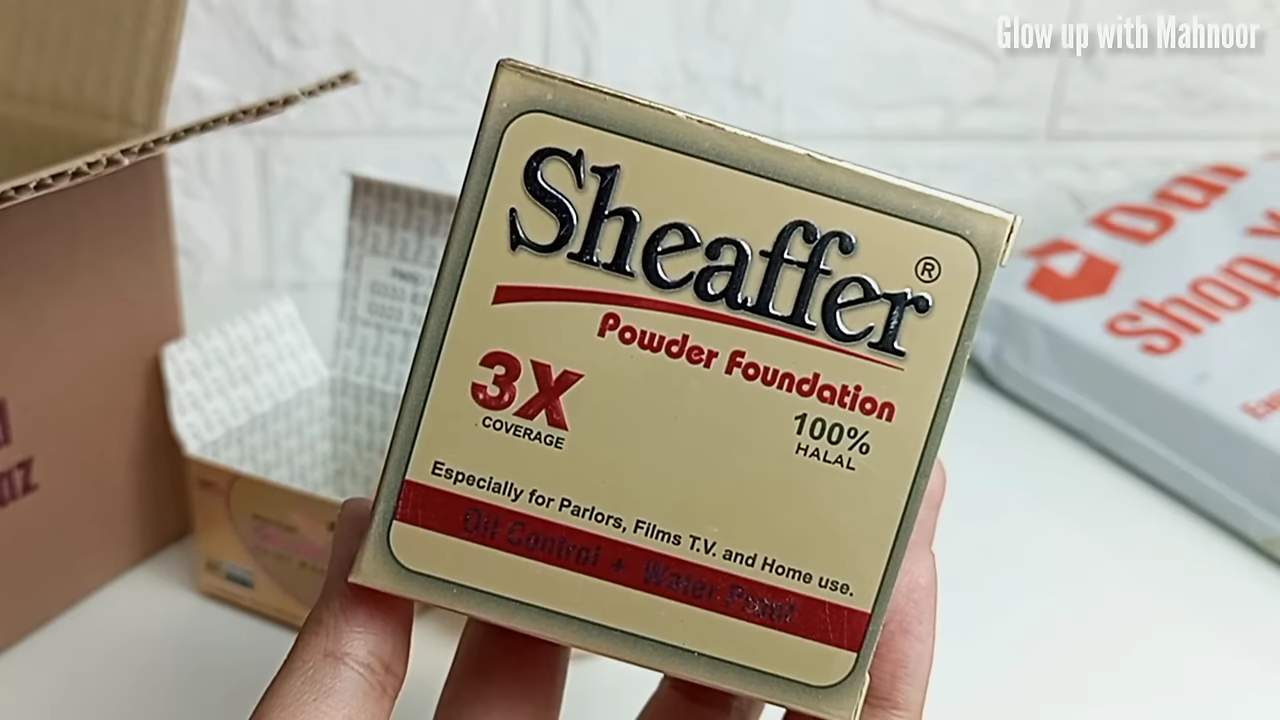 Glow up with Mahnoor
Sheaffer®
Powder Foundation
3X
COVERAGE
100%
HALAL
Especially for Parlors, Films T.V. and Home use.
Oil Control + Water Proof
Shop